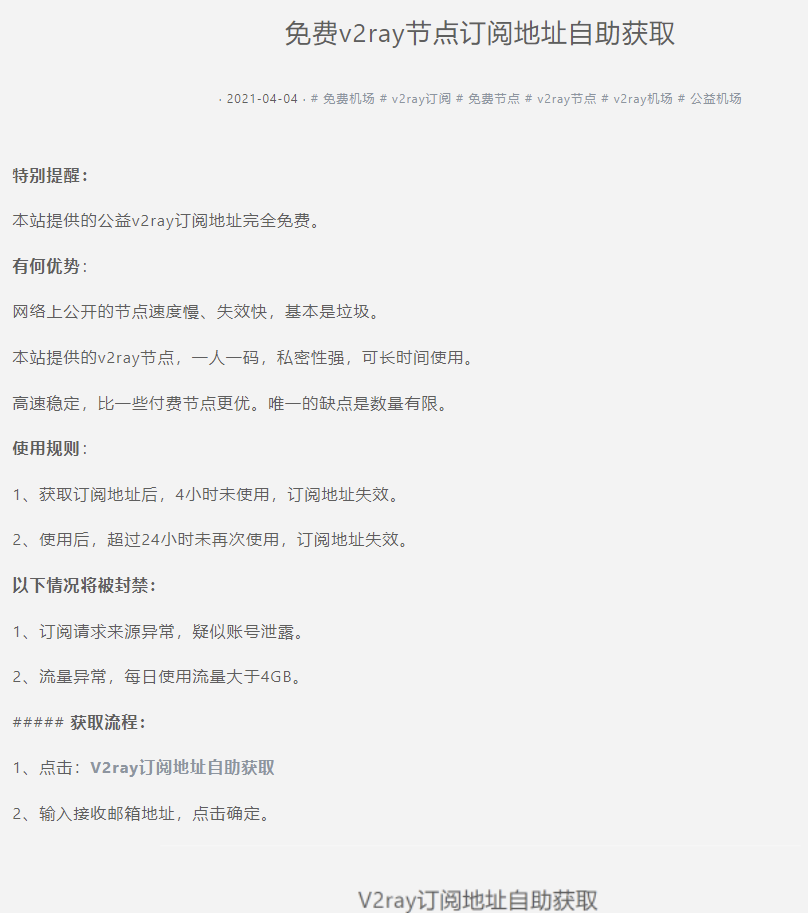 免费v2ray节点订阅地址自助获取
· 2021-04-04 · # 免费机场 # v2ray订阅 # 免费节点 # v2ray节点 # v2ray机场 # 公益机场
特别提醒：
本站提供的公益v2ray订阅地址完全免费。
有何优势：
网络上公开的节点速度慢、失效快，基本是垃圾。
本站提供的v2ray节点，一人一码，私密性强，可长时间使用。
高速稳定，比一些付费节点更优。唯一的缺点是数量有限。
使用规则：
1、获取订阅地址后，4小时未使用，订阅地址失效。
2、使用后，超过24小时未再次使用，订阅地址失效。
以下情况将被封禁：
1、订阅请求来源异常，疑似账号泄露。
2、流量异常，每日使用流量大于4GB。
##### 获取流程：
1、点击：V2ray订阅地址自助获取
2、输入接收邮箱地址，点击确定。
V2ray订阅地址自助获取